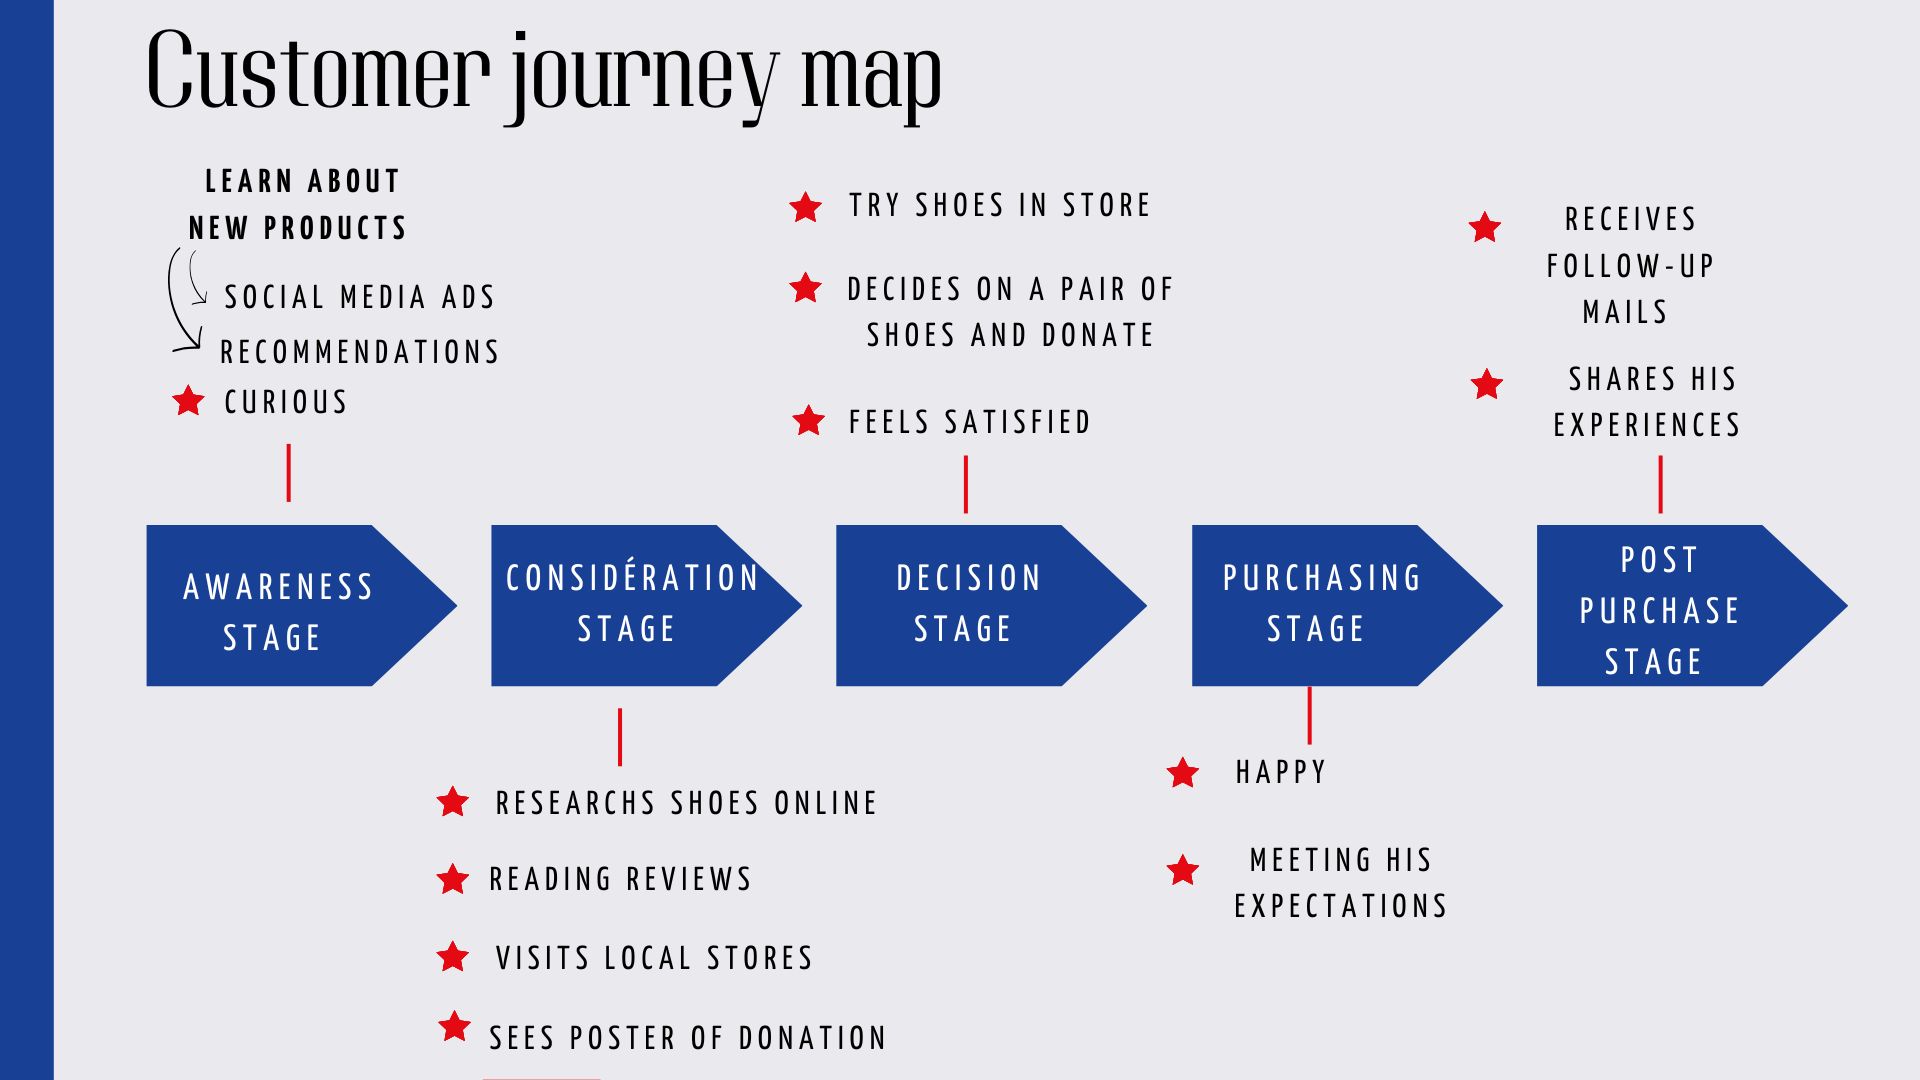 Customer journey map
LEARN ABOUT
NEW PRODUCTS
SOCIAL MEDIA ADS
RECOMMENDATIONS
CURIOUS
TRY SHOES IN STORE
DECIDES ON A PAIR OF
SHOES AND DONATE
FEELS SATISFIED
RECEIVES
FOLLOW-UP
MAILS
SHARES HIS
EXPERIENCES
AWARENESS
STAGE
CONSIDÉRATION
STAGE
DECISION
STAGE
PURCHASING
STAGE
POST
PURCHASE
STAGE
RESEARCHS SHOES ONLINE
READING REVIEWS
VISITS LOCAL STORES
SEES POSTER OF DONATION
HAPPY
MEETING HIS
EXPECTATIONS